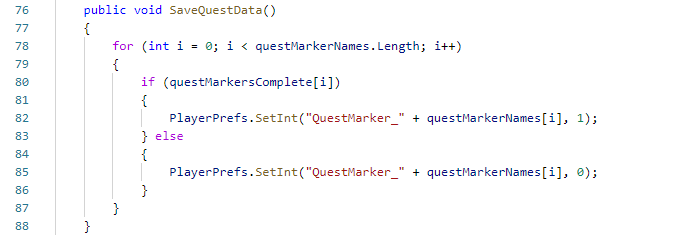 76 public void SaveQuestData()
77 {
78 for (int i = 0; i < questMarkerNames.Length; i++)
79 {
80 if (questMarkersComplete[i])
81 {
82 PlayerPrefs.SetInt("QuestMarker_" + questMarkerNames[i], 1);
83 } else
84 {
85 PlayerPrefs.SetInt("QuestMarker_" + questMarkerNames[i], 0);
86 }
87 }
88 }